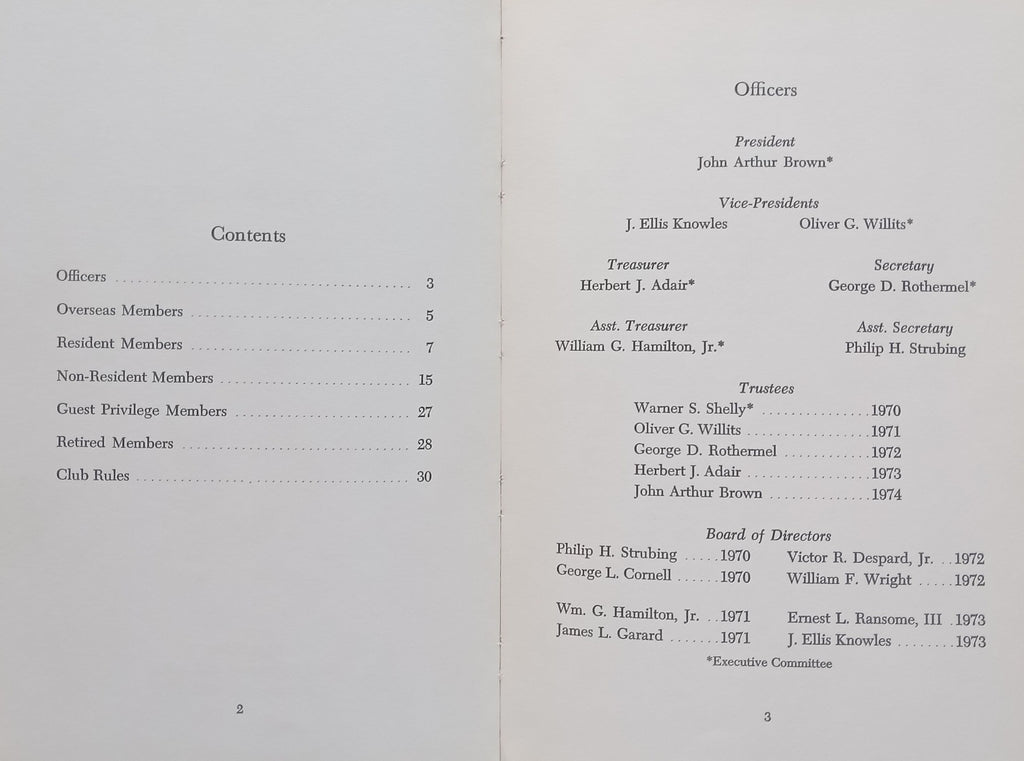 Contents
Officers ........................................ 3
Overseas Members .............................. 5
Resident Members .............................. 7
Non-Resident Members .......................... 15
Guest Privilege Members ........................ 27
Retired Members ............................... 28
Club Rules ..................................... 30
2
Officers
President
John Arthur Brown*
Vice-Presidents
J. Ellis Knowles Oliver G. Willits*
Treasurer Secretary
Herbert J. Adair* George D. Rothermel*
Asst. Treasurer Asst. Secretary
William G. Hamilton, Jr.* Philip H. Strubing
Trustees
Warner S. Shelly* ...............1970
Oliver G. Willits .................1971
George D. Rothermel ............1972
Herbert J. Adair .................1973
John Arthur Brown ..............1974
Board of Directors
Philip H. Strubing .....1970 Victor R. Despard, Jr. ..1972
George L. Cornell ......1970 William F. Wright .....1972
Wm. G. Hamilton, Jr. ..1971 Ernest L. Ransome, III .1973
James L. Garard .......1971 J. Ellis Knowles ........1973
*Executive Committee
3